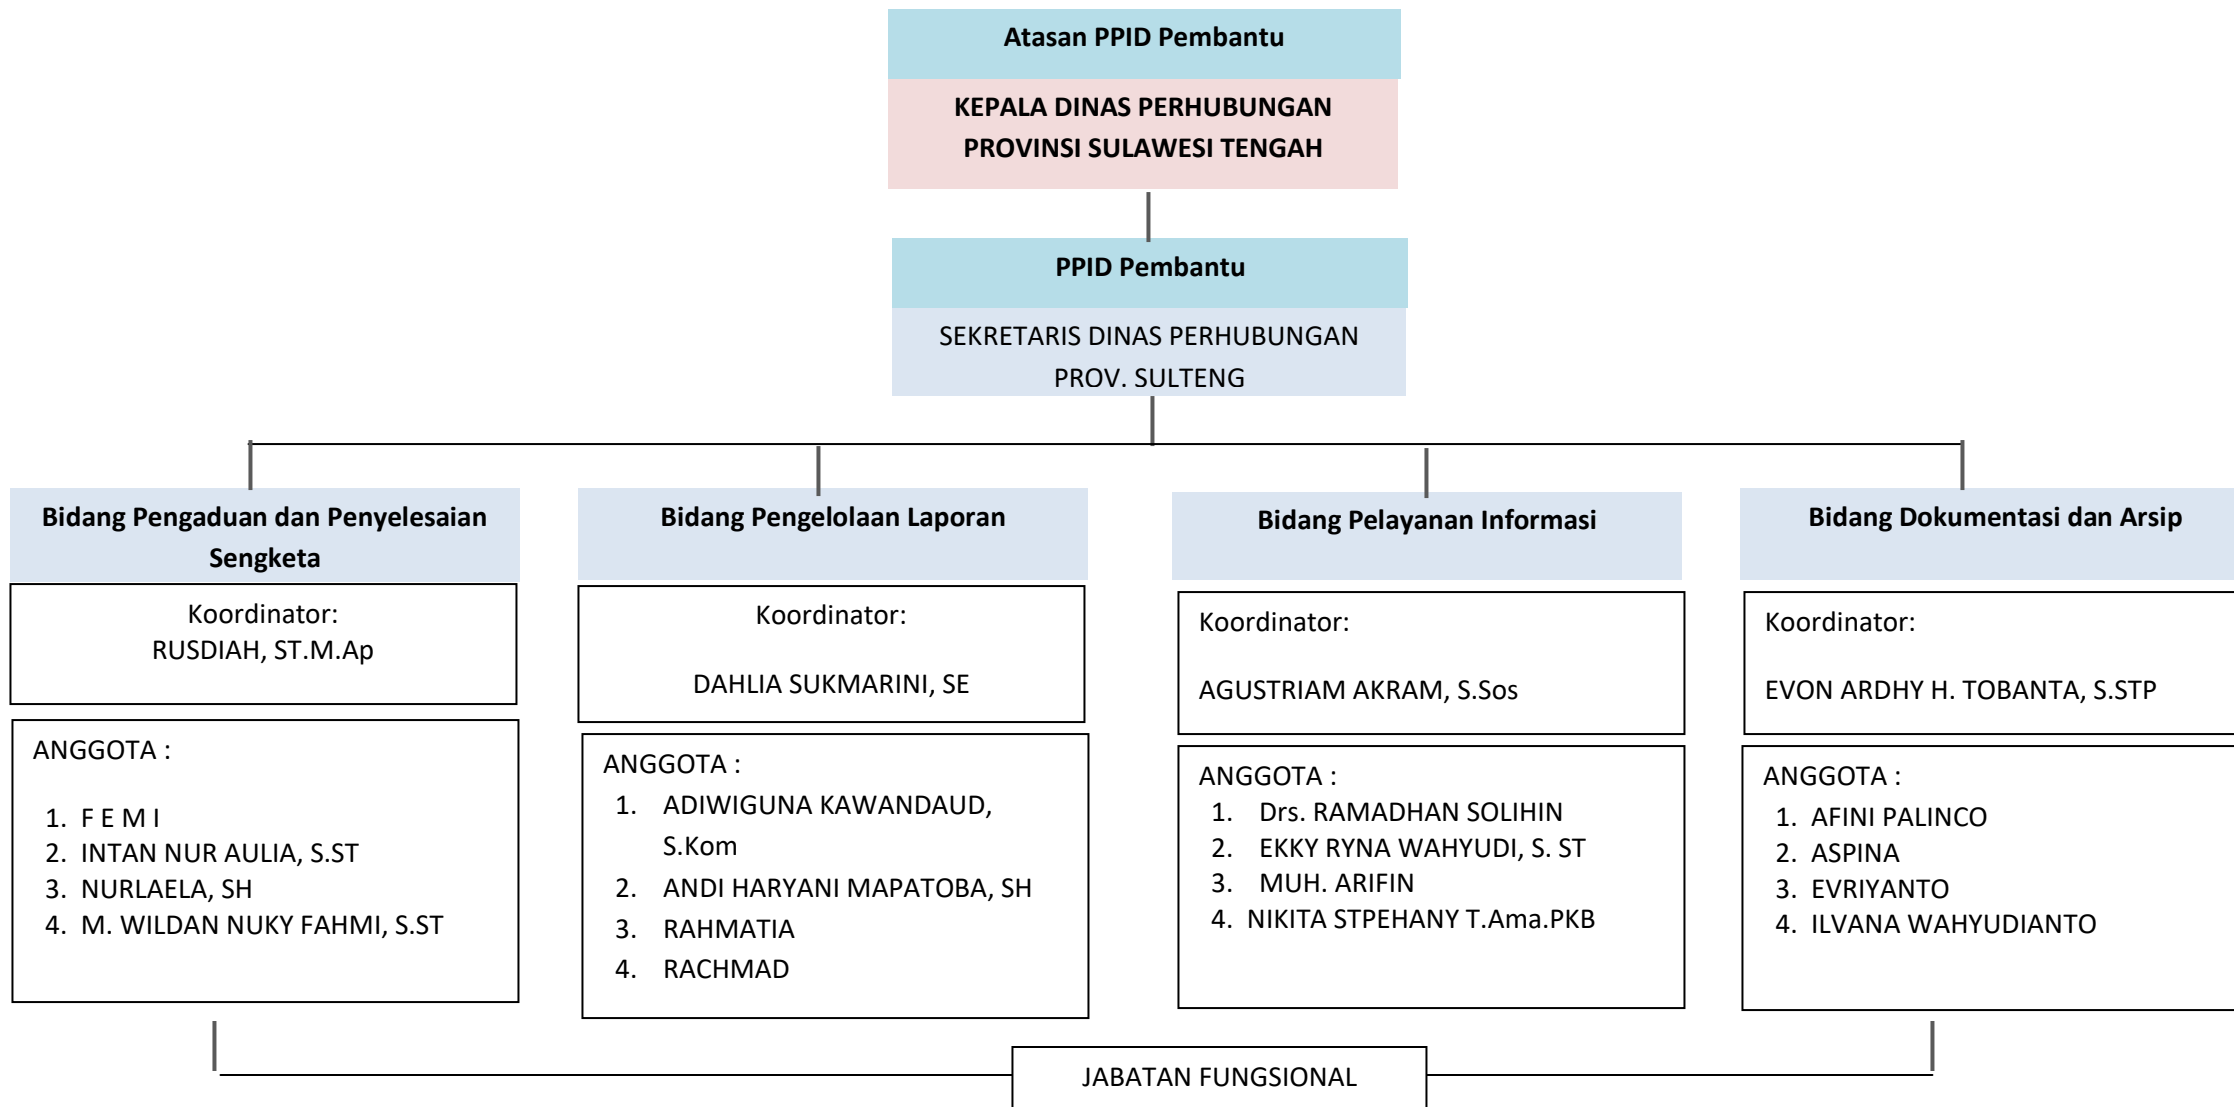 Atasan PPID Pembantu
KEPALA DINAS PERHUBUNGAN
PROVINSI SULAWESI TENGAH
PPID Pembantu
SEKRETARIS DINAS PERHUBUNGAN
PROV. SULTENG
Bidang Pengaduan dan Penyelesaian
Sengketa
Koordinator:
RUSDIAH, ST.M.Ap
ANGGOTA :
1. F E M I
2. INTAN NUR AULIA, S.ST
3. NURLAELA, SH
4. M. WILDAN NUKY FAHMI, S.ST
Bidang Pengelolaan Laporan
Koordinator:
DAHLIA SUKMARINI, SE
ANGGOTA :
1. ADIWIGUNA KAWANDAUD,
S.Kom
2. ANDI HARYANI MAPATOBA, SH
3. RAHMATIA
4. RACHMAD
Bidang Pelayanan Informasi
Koordinator:
AGUSTRIAM AKRAM, S.Sos
ANGGOTA :
1. Drs. RAMADHAN SOLIHIN
2. EKKY RYNA WAHYUDI, S. ST
3. MUH. ARIFIN
4. NIKITA STPEHANY T.Ama.PKB
Bidang Dokumentasi dan Arsip
Koordinator:
EVON ARDHY H. TOBANTA, S.STP
ANGGOTA :
1. AFINI PALINCO
2. ASPINA
3. EVRIYANTO
4. ILVANA WAHYUDIANTO
JABATAN FUNGSIONAL